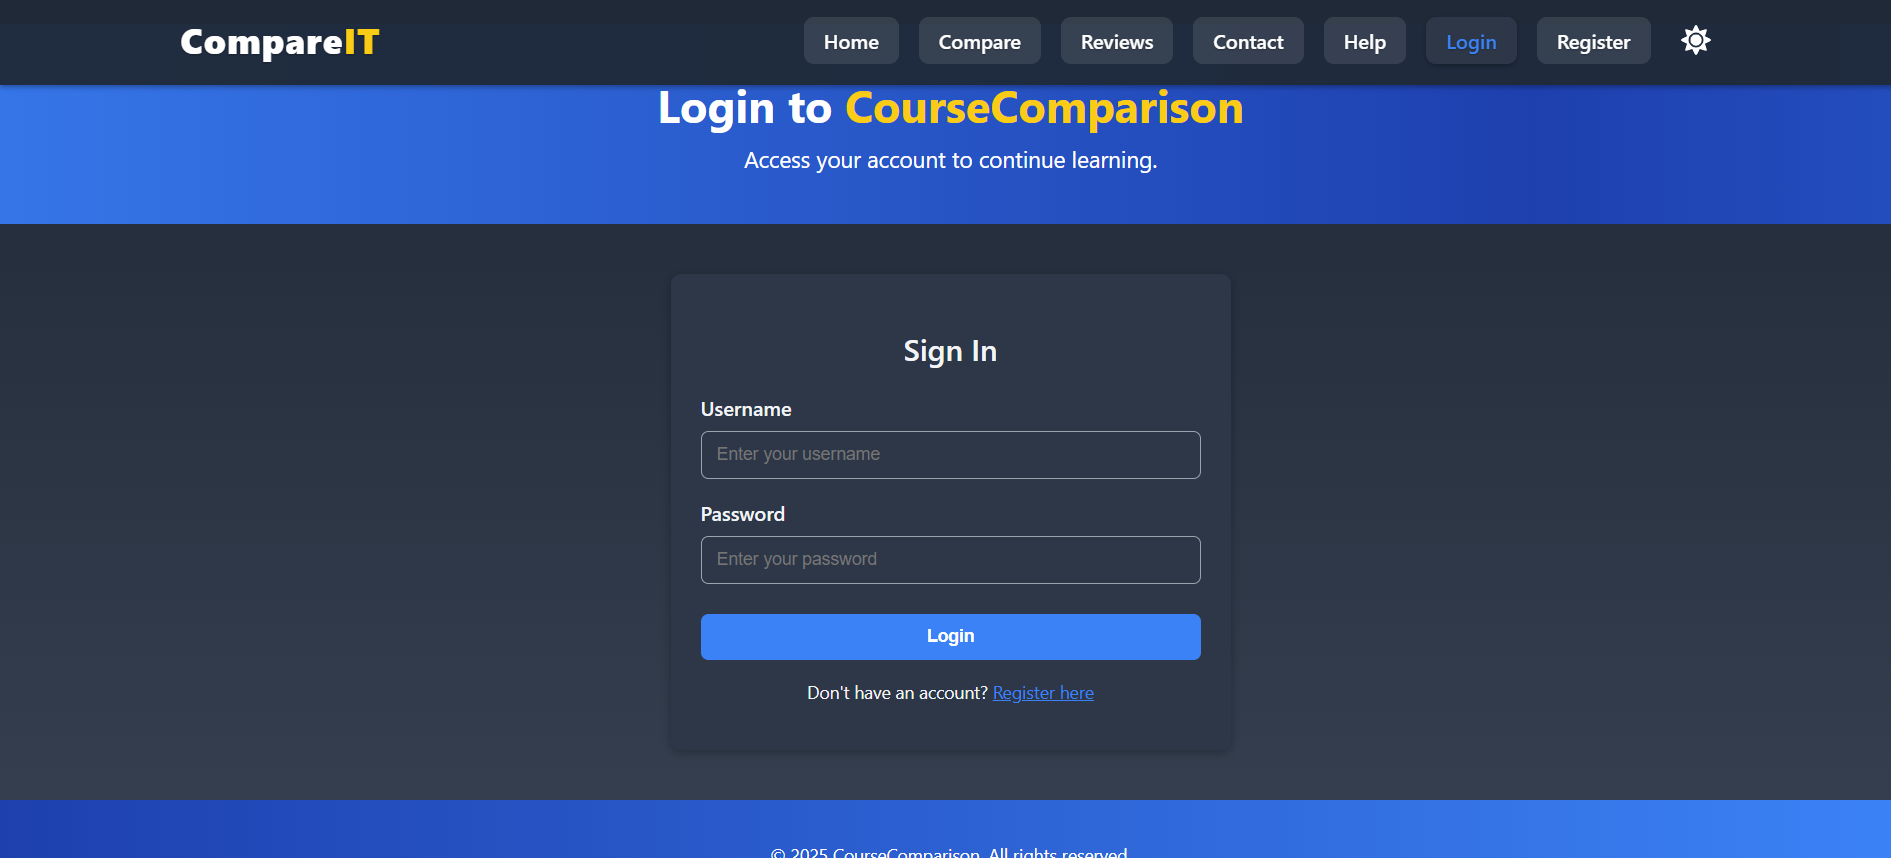 CompareIT
Home Compare Reviews Contact Help Login Register
Login to CourseComparison
Access your account to continue learning.
Sign In
Username
Enter your username
Password
Enter your password
Login
Don't have an account? Register here
© 2025 CourseComparison. All rights reserved.